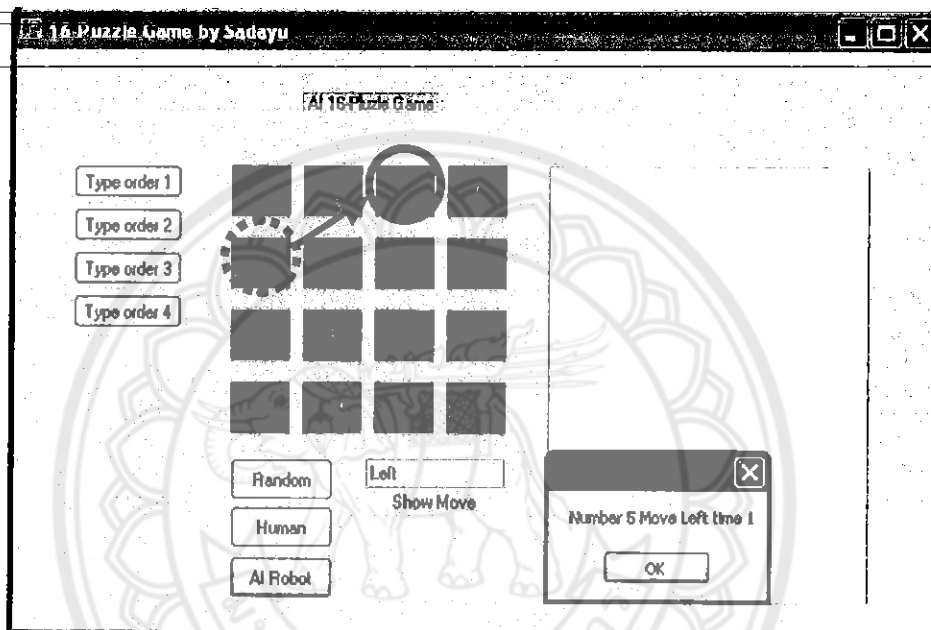 16-Puzzle Game by Sadayu
AI 16-Pluzle Game
Type order 1
Type order 2
Type order 3
Type order 4
Random
Human
AI Robot
Left
Show Move
Number 5 Move Left time 1
OK